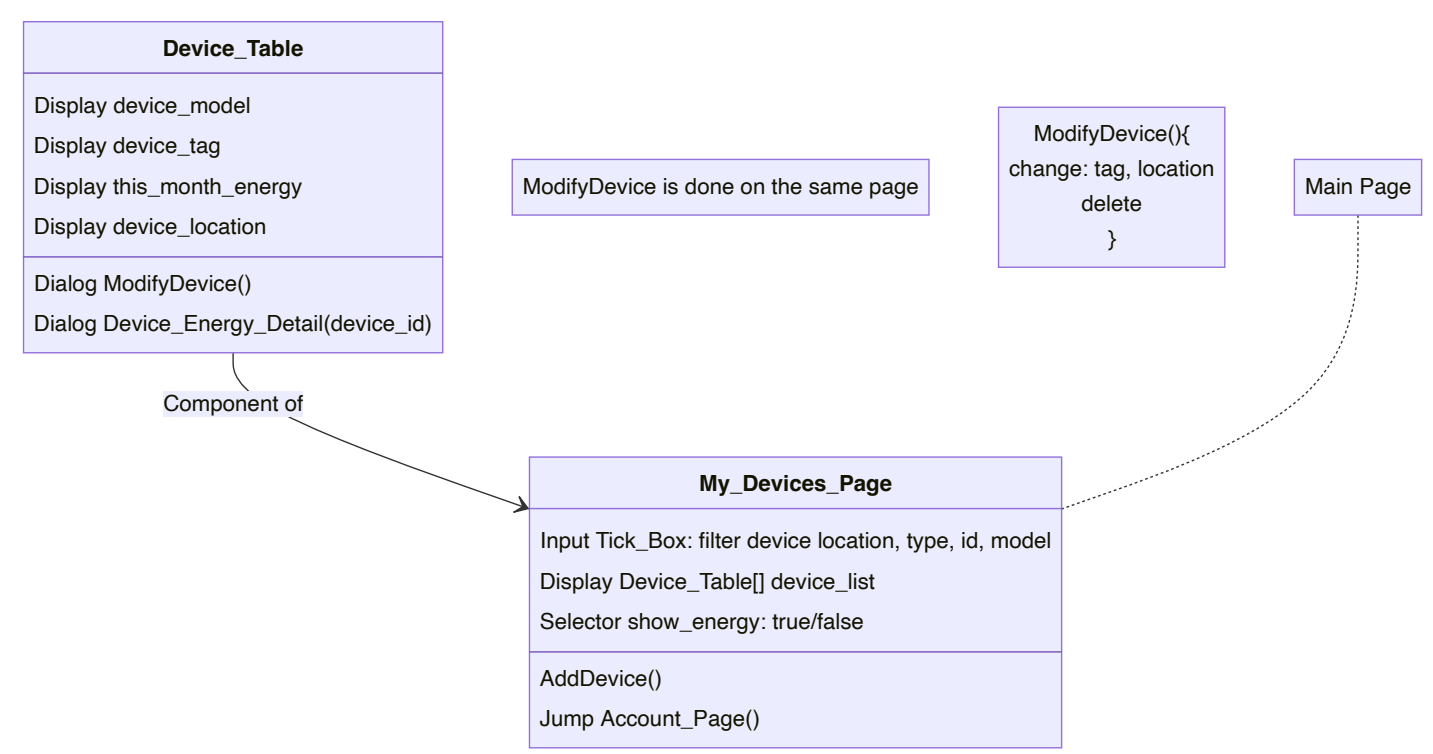 Device_Table
Display device_model
Display device_tag
Display this_month_energy
Display device_location
Dialog ModifyDevice()
Dialog Device_Energy_Detail(device_id)
ModifyDevice is done on the same page
ModifyDevice(){
change: tag, location
delete
}
Main Page
Component of
My_Devices_Page
Input Tick_Box: filter device location, type, id, model
Display Device_Table[] device_list
Selector show_energy: true/false
AddDevice()
Jump Account_Page()